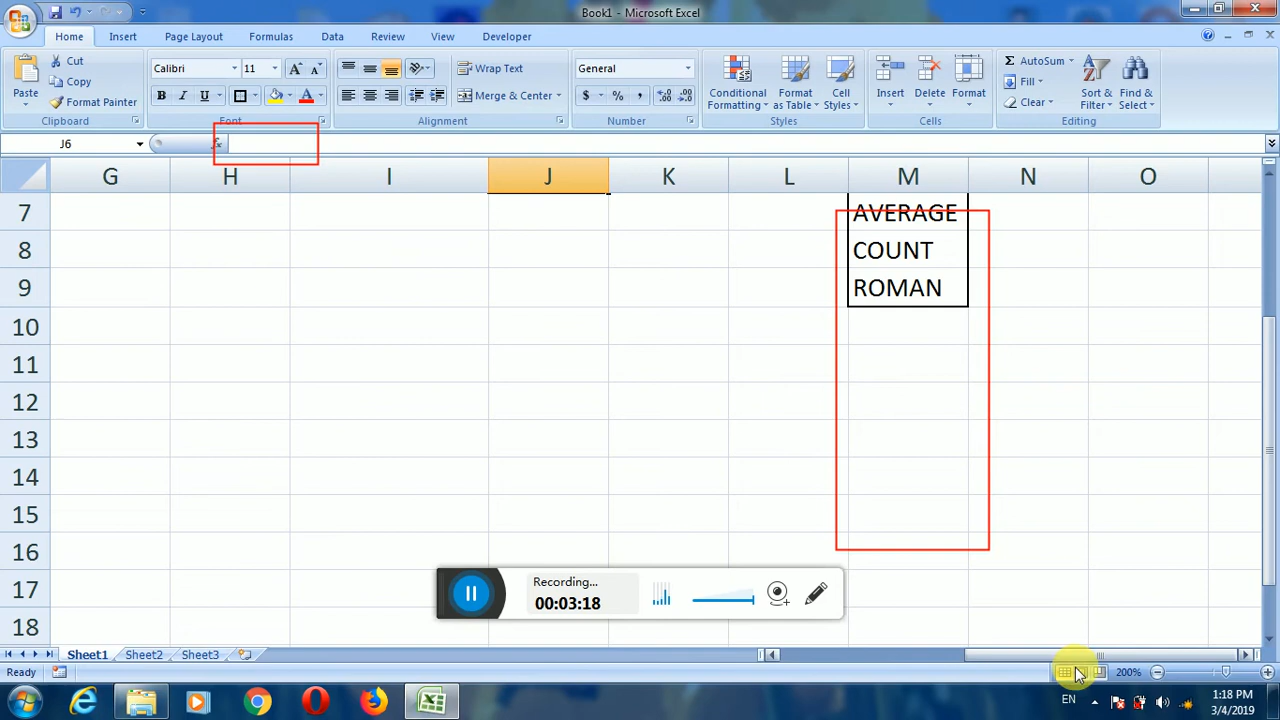 Book1 - Microsoft Excel
Home Insert Page Layout Formulas Data Review View Developer
Paste
Cut
Copy
Format Painter
Clipboard
Calibri 11
B I U
Font
Wrap Text
Merge & Center
Alignment
General
$ % ,
Number
Conditional Formatting
Format as Table
Cell Styles
Styles
Insert
Delete
Format
Cells
AutoSum
Fill
Clear
Sort & Filter
Find & Select
Editing
J6 fx
G H I J K L M N O
7 AVERAGE
8 COUNT
9 ROMAN
10
11
12
13
14
15
16
17
18
Recording...
00:03:18
Sheet1 Sheet2 Sheet3
Ready 200%
EN 1:18 PM
3/4/2019